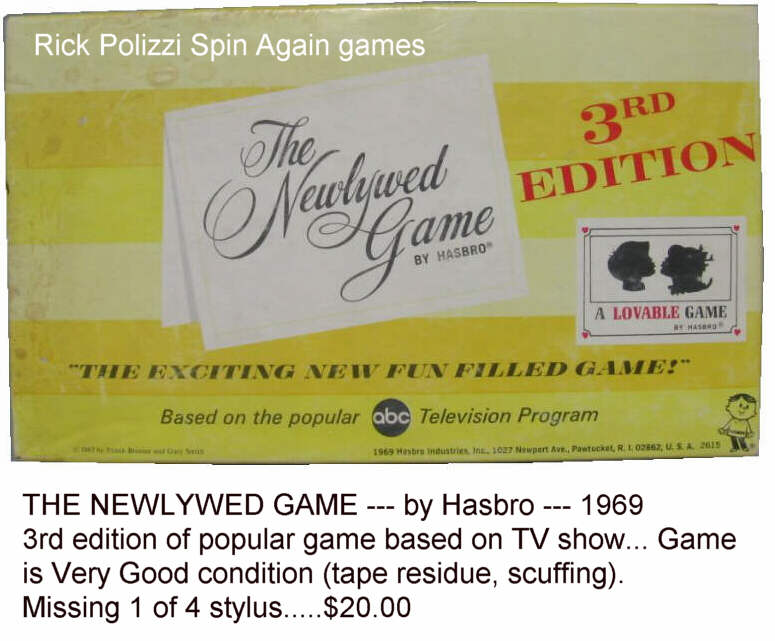 Rick Polizzi Spin Again games
3RD
EDITION
The
Newlywed
Game
BY HASBRO®
A LOVABLE GAME
BY HASBRO®
"THE EXCITING NEW FUN FILLED GAME!"
Based on the popular abc Television Program
1969 Hasbro Industries, Inc., 1027 Newport Ave., Pawtucket, R. I. 02862, U. S. A. 2615
THE NEWLYWED GAME --- by Hasbro --- 1969
3rd edition of popular game based on TV show... Game
is Very Good condition (tape residue, scuffing).
Missing 1 of 4 stylus.....$20.00